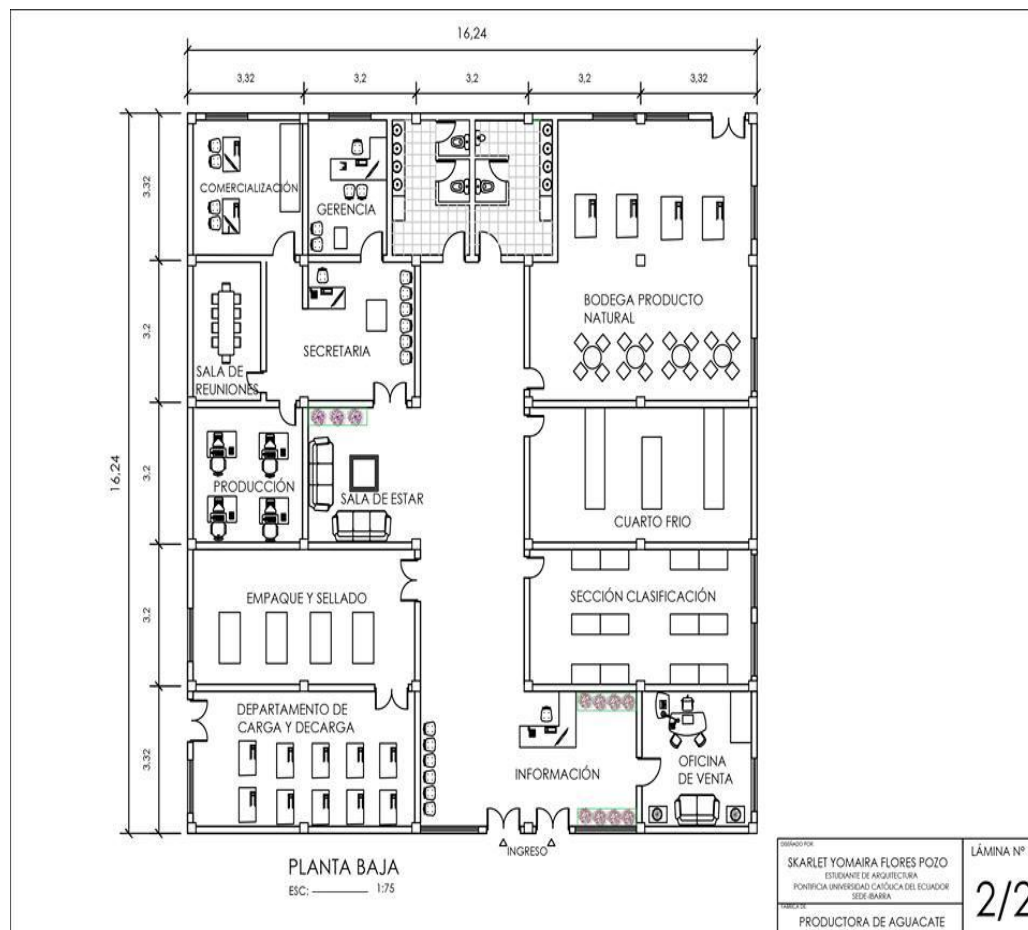 16,24
3,32
3,2
3,2
3,2
3,32
16,24
3,32
3,2
3,2
3,2
3,32
COMERCIALIZACIÓN
GERENCIA
BODEGA PRODUCTO
NATURAL
SECRETARIA
SALA DE
REUNIONES
PRODUCCIÓN
SALA DE ESTAR
CUARTO FRIO
EMPAQUE Y SELLADO
SECCIÓN CLASIFICACIÓN
DEPARTAMENTO DE
CARGA Y DECARGA
INFORMACIÓN
OFICINA
DE VENTA
INGRESO
PLANTA BAJA
ESC: 1:75
DISEÑADO POR:
SKARLET YOMAIRA FLORES POZO
ESTUDIANTE DE ARQUITECTURA
PONTIFICIA UNIVERSIDAD CATÓLICA DEL ECUADOR
SEDE-IBARRA
FABRICA DE:
PRODUCTORA DE AGUACATE
LÁMINA Nº
2/2